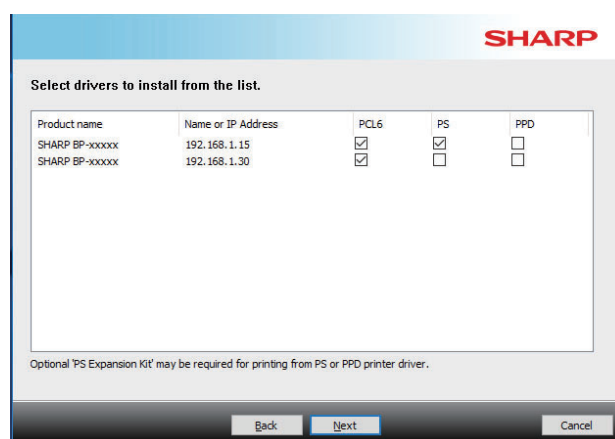 SHARP
Select drivers to install from the list.
Product name Name or IP Address PCL6 PS PPD
SHARP BP-xxxxx 192.168.1.15
SHARP BP-xxxxx 192.168.1.30
Optional 'PS Expansion Kit' may be required for printing from PS or PPD printer driver.
Back Next Cancel